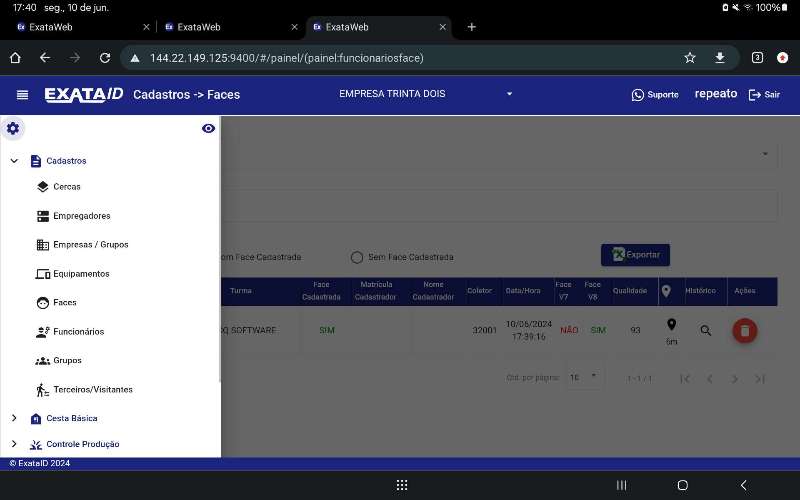 17:40 seg., 10 de jun. 100%
ExataWeb ExataWeb ExataWeb
144.22.149.125:9400/#/painel/(painel:funcionariosface) 3
EXATAID Cadastros -> Faces EMPRESA TRINTA DOIS Suporte repeato Sair
Cadastros
Cercas
Empregadores
Empresas / Grupos
Equipamentos
Faces
Funcionários
Grupos
Terceiros/Visitantes
Cesta Básica
Controle Produção
om Face Cadastrada Sem Face Cadastrada Exportar
Turma Face Cadastrada Matrícula Cadastrador Nome Cadastrador Coletor Data/Hora Face V7 Face V8 Qualidade Histórico Ações
SOFTWARE SIM 32001 10/06/2024 17:39:16 NÃO SIM 93 6m
Qtd. por página: 10 1–1 / 1
© ExataID 2024